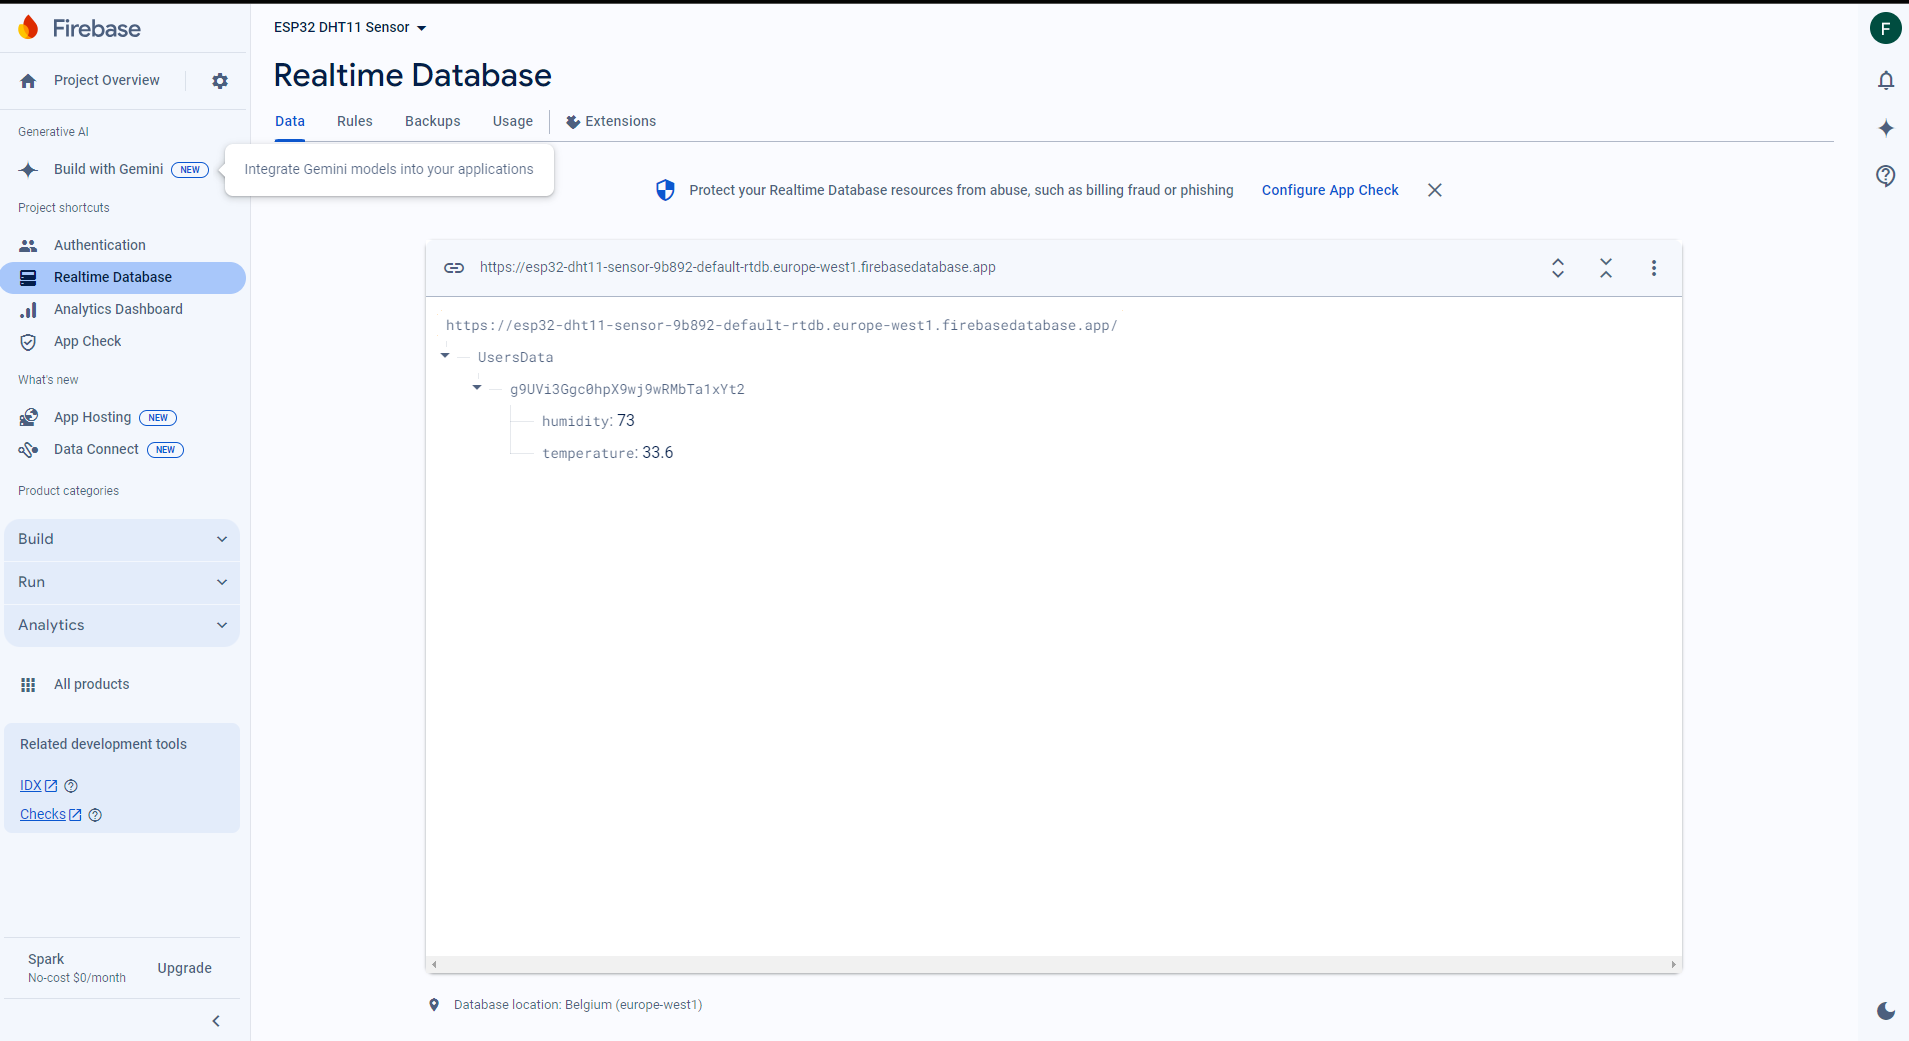 Firebase
ESP32 DHT11 Sensor
F
Project Overview
Realtime Database
Data
Rules
Backups
Usage
Extensions
Generative AI
Build with Gemini NEW
Integrate Gemini models into your applications
Protect your Realtime Database resources from abuse, such as billing fraud or phishing
Configure App Check
Project shortcuts
Authentication
Realtime Database
Analytics Dashboard
App Check
What's new
App Hosting NEW
Data Connect NEW
Product categories
Build
Run
Analytics
All products
Related development tools
IDX
Checks
Spark
No-cost $0/month
Upgrade
https://esp32-dht11-sensor-9b892-default-rtdb.europe-west1.firebasedatabase.app
https://esp32-dht11-sensor-9b892-default-rtdb.europe-west1.firebasedatabase.app/
UsersData
g9UVi3Ggc0hpX9wj9wRMbTa1xYt2
humidity: 73
temperature: 33.6
Database location: Belgium (europe-west1)